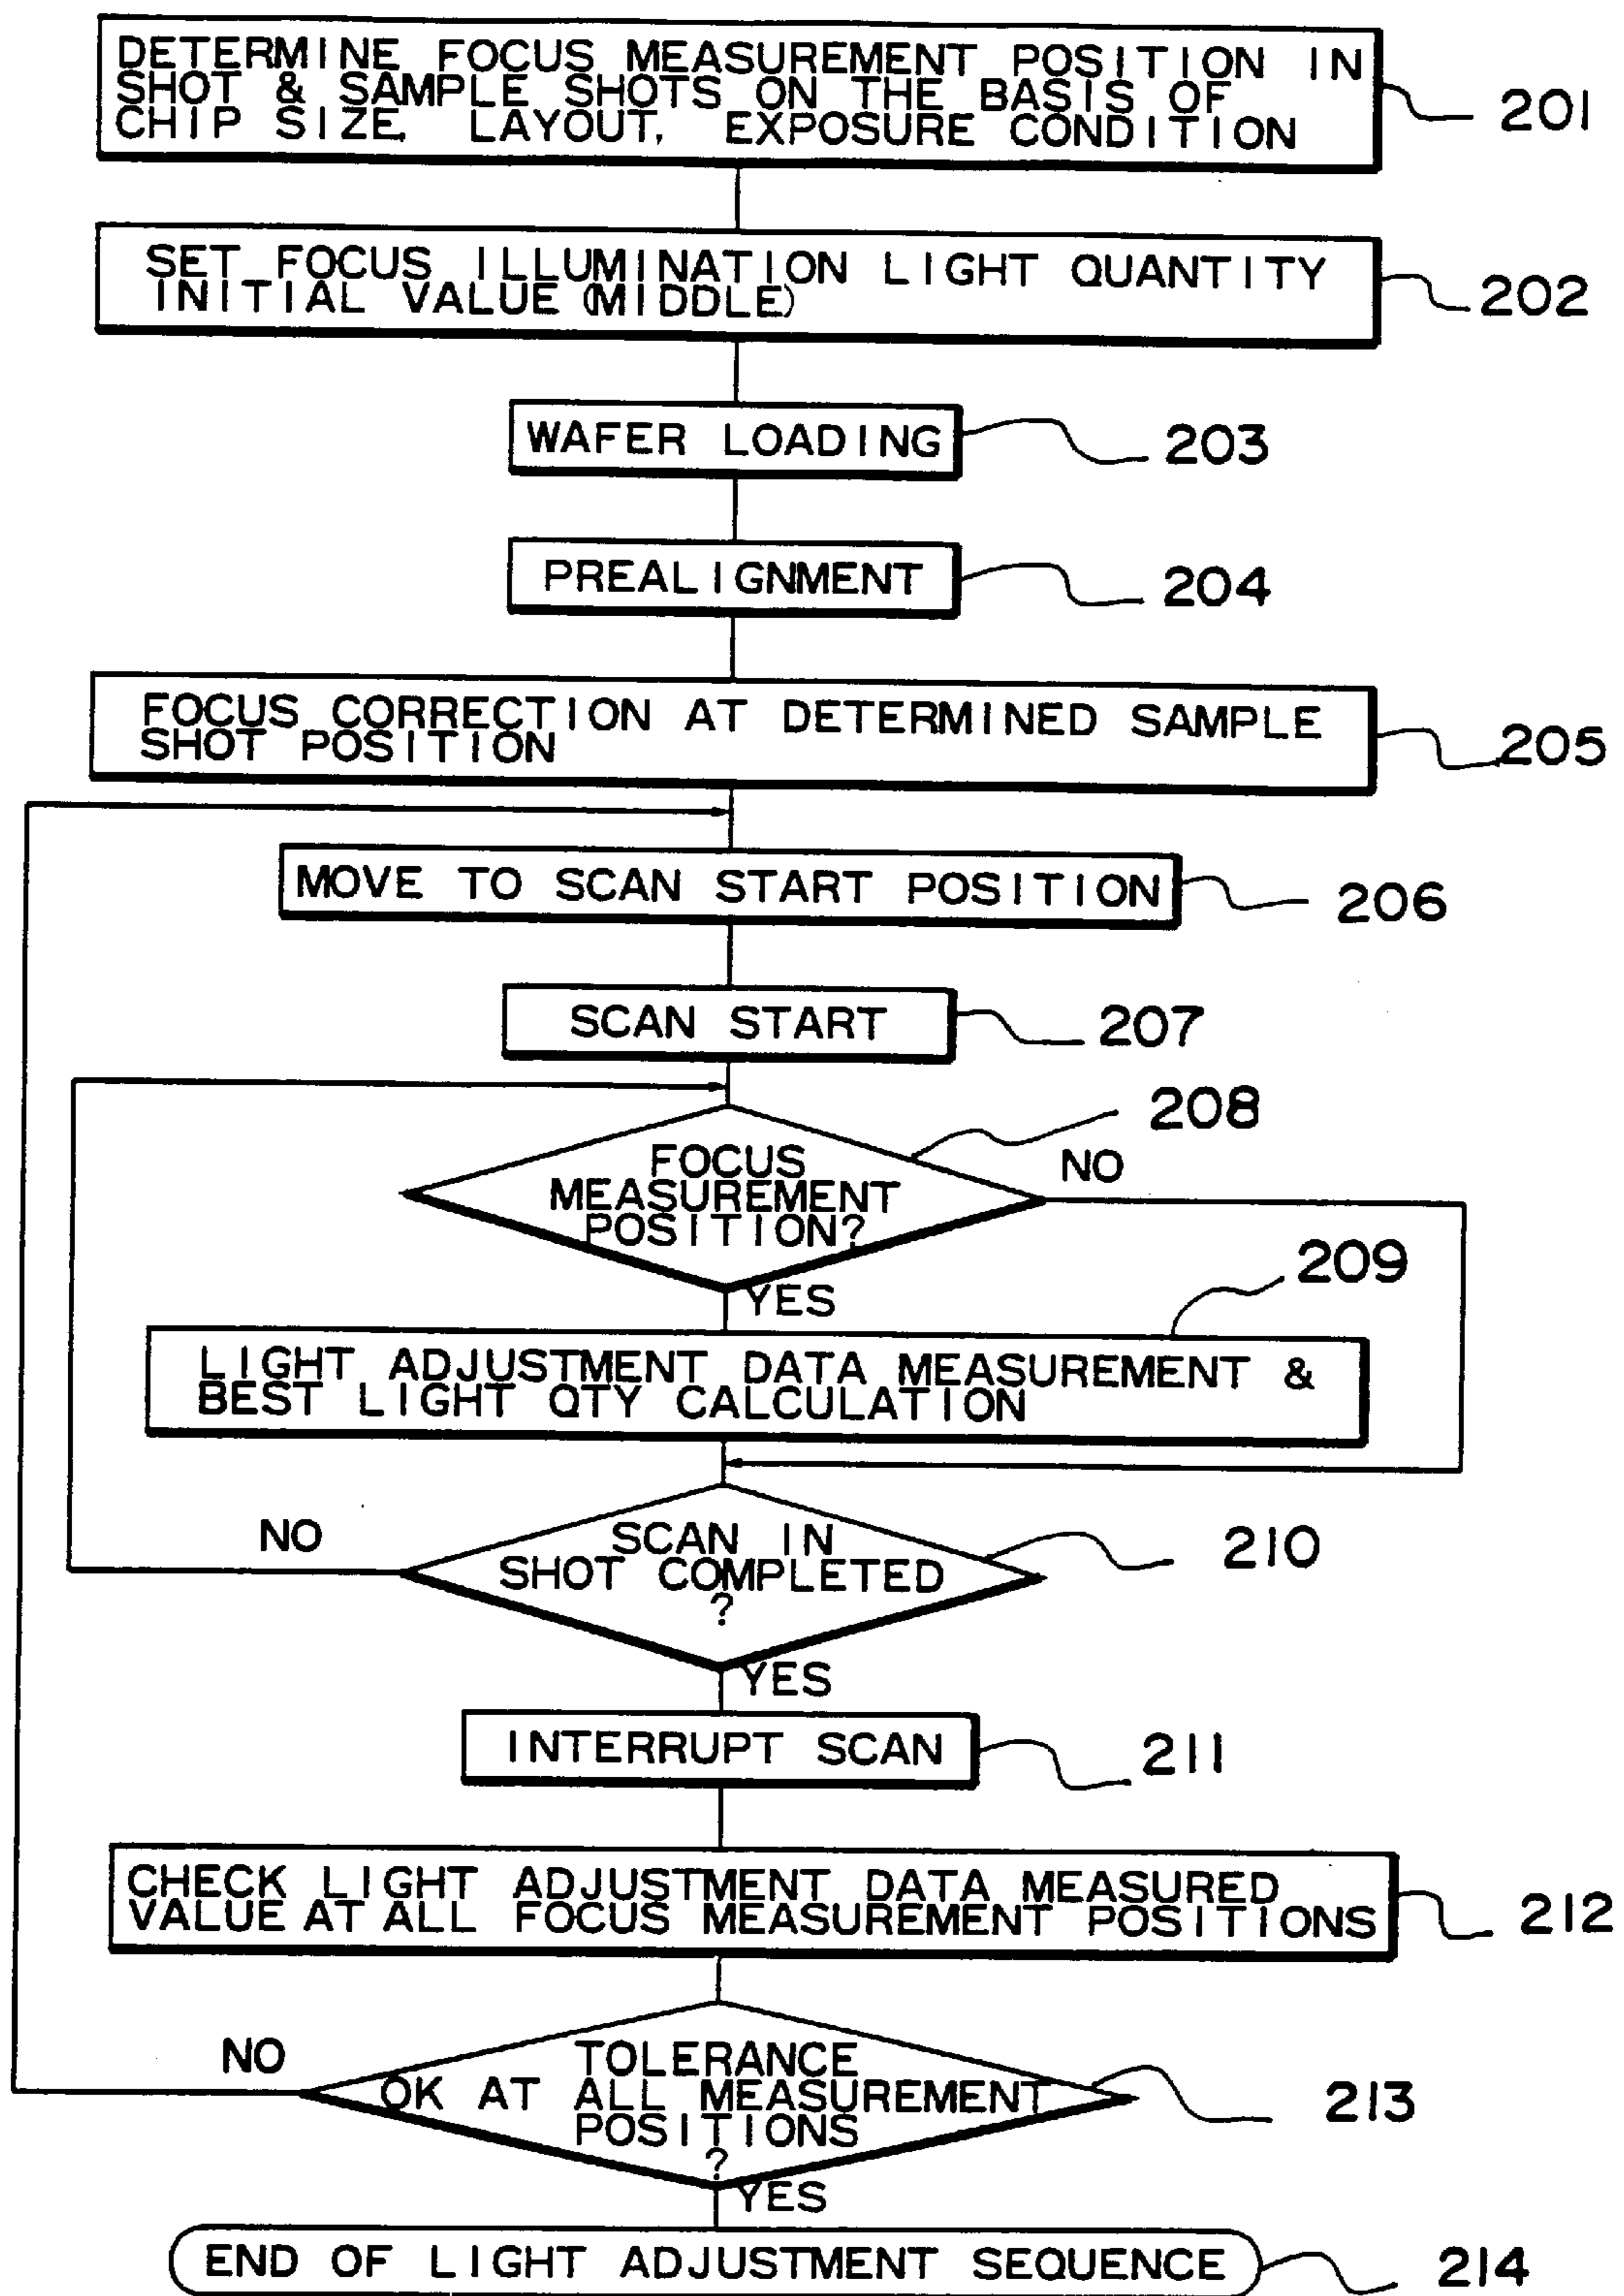 DETERMINE FOCUS MEASUREMENT POSITION IN
SHOT & SAMPLE SHOTS ON THE BASIS OF
CHIP SIZE, LAYOUT, EXPOSURE CONDITION
201
SET FOCUS ILLUMINATION LIGHT QUANTITY
INITIAL VALUE (MIDDLE)
202
WAFER LOADING
203
PREALIGNMENT
204
FOCUS CORRECTION AT DETERMINED SAMPLE
SHOT POSITION
205
MOVE TO SCAN START POSITION
206
SCAN START
207
208
FOCUS
MEASUREMENT
POSITION?
NO
YES
209
LIGHT ADJUSTMENT DATA MEASUREMENT &
BEST LIGHT QTY CALCULATION
NO
SCAN IN
SHOT COMPLETED
?
210
YES
INTERRUPT SCAN
211
CHECK LIGHT ADJUSTMENT DATA MEASURED
VALUE AT ALL FOCUS MEASUREMENT POSITIONS
212
NO
TOLERANCE
OK AT ALL MEASUREMENT
POSITIONS
?
213
YES
END OF LIGHT ADJUSTMENT SEQUENCE
214